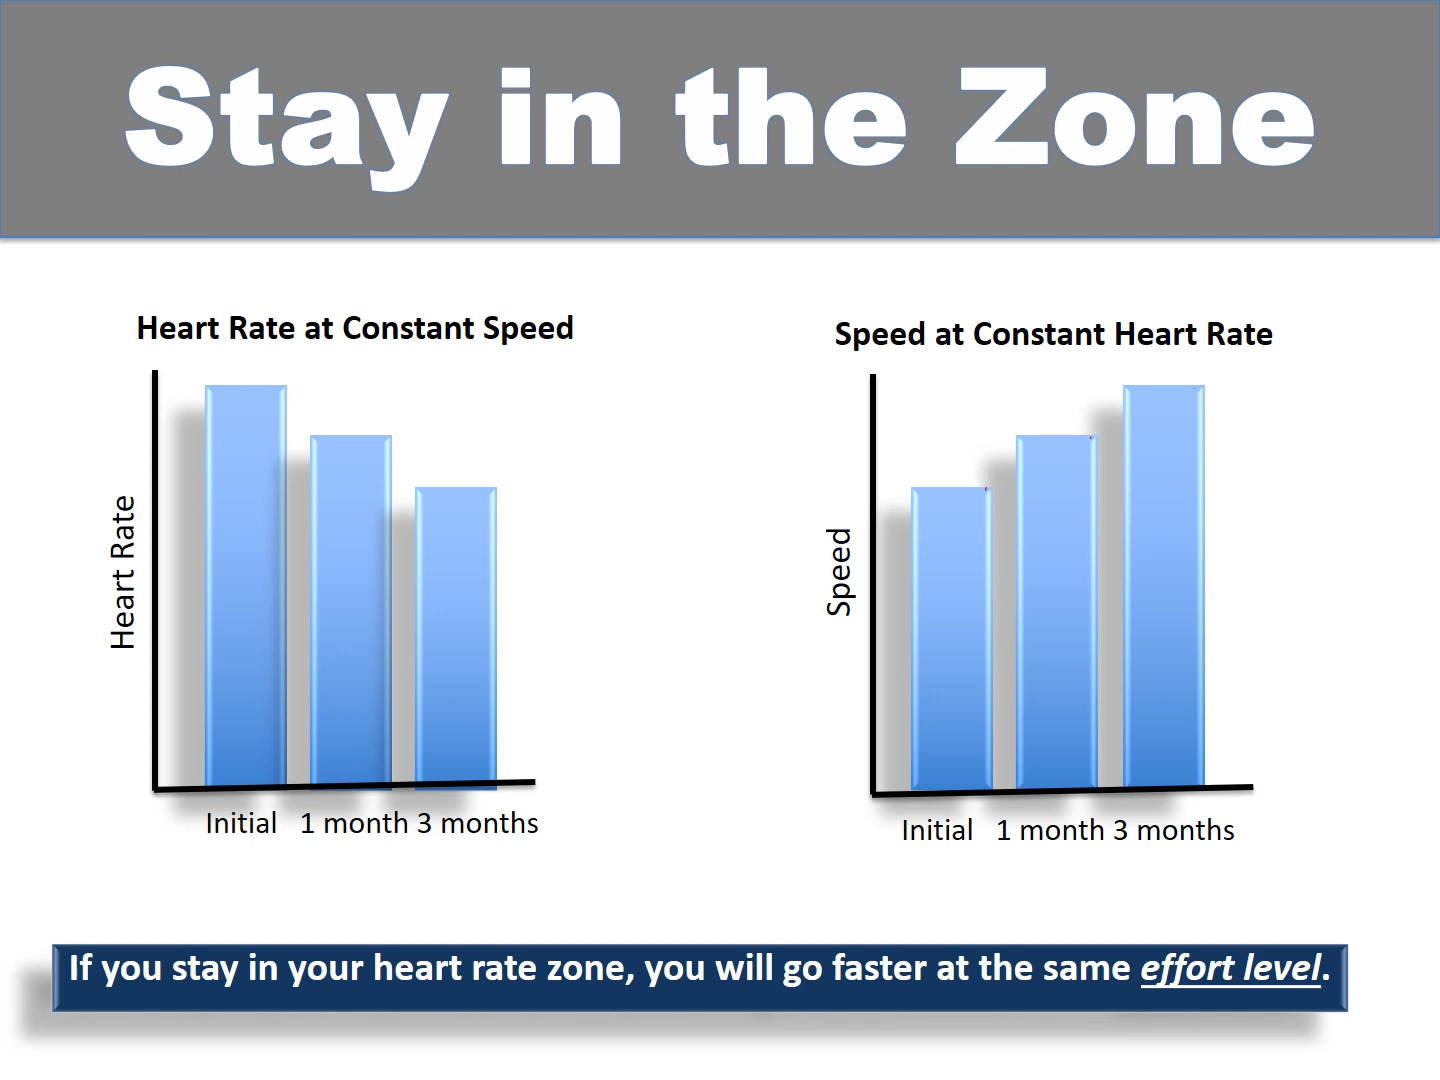 Stay in the Zone
Heart Rate at Constant Speed
Heart Rate
Initial 1 month 3 months
Speed at Constant Heart Rate
Speed
Initial 1 month 3 months
If you stay in your heart rate zone, you will go faster at the same effort level.